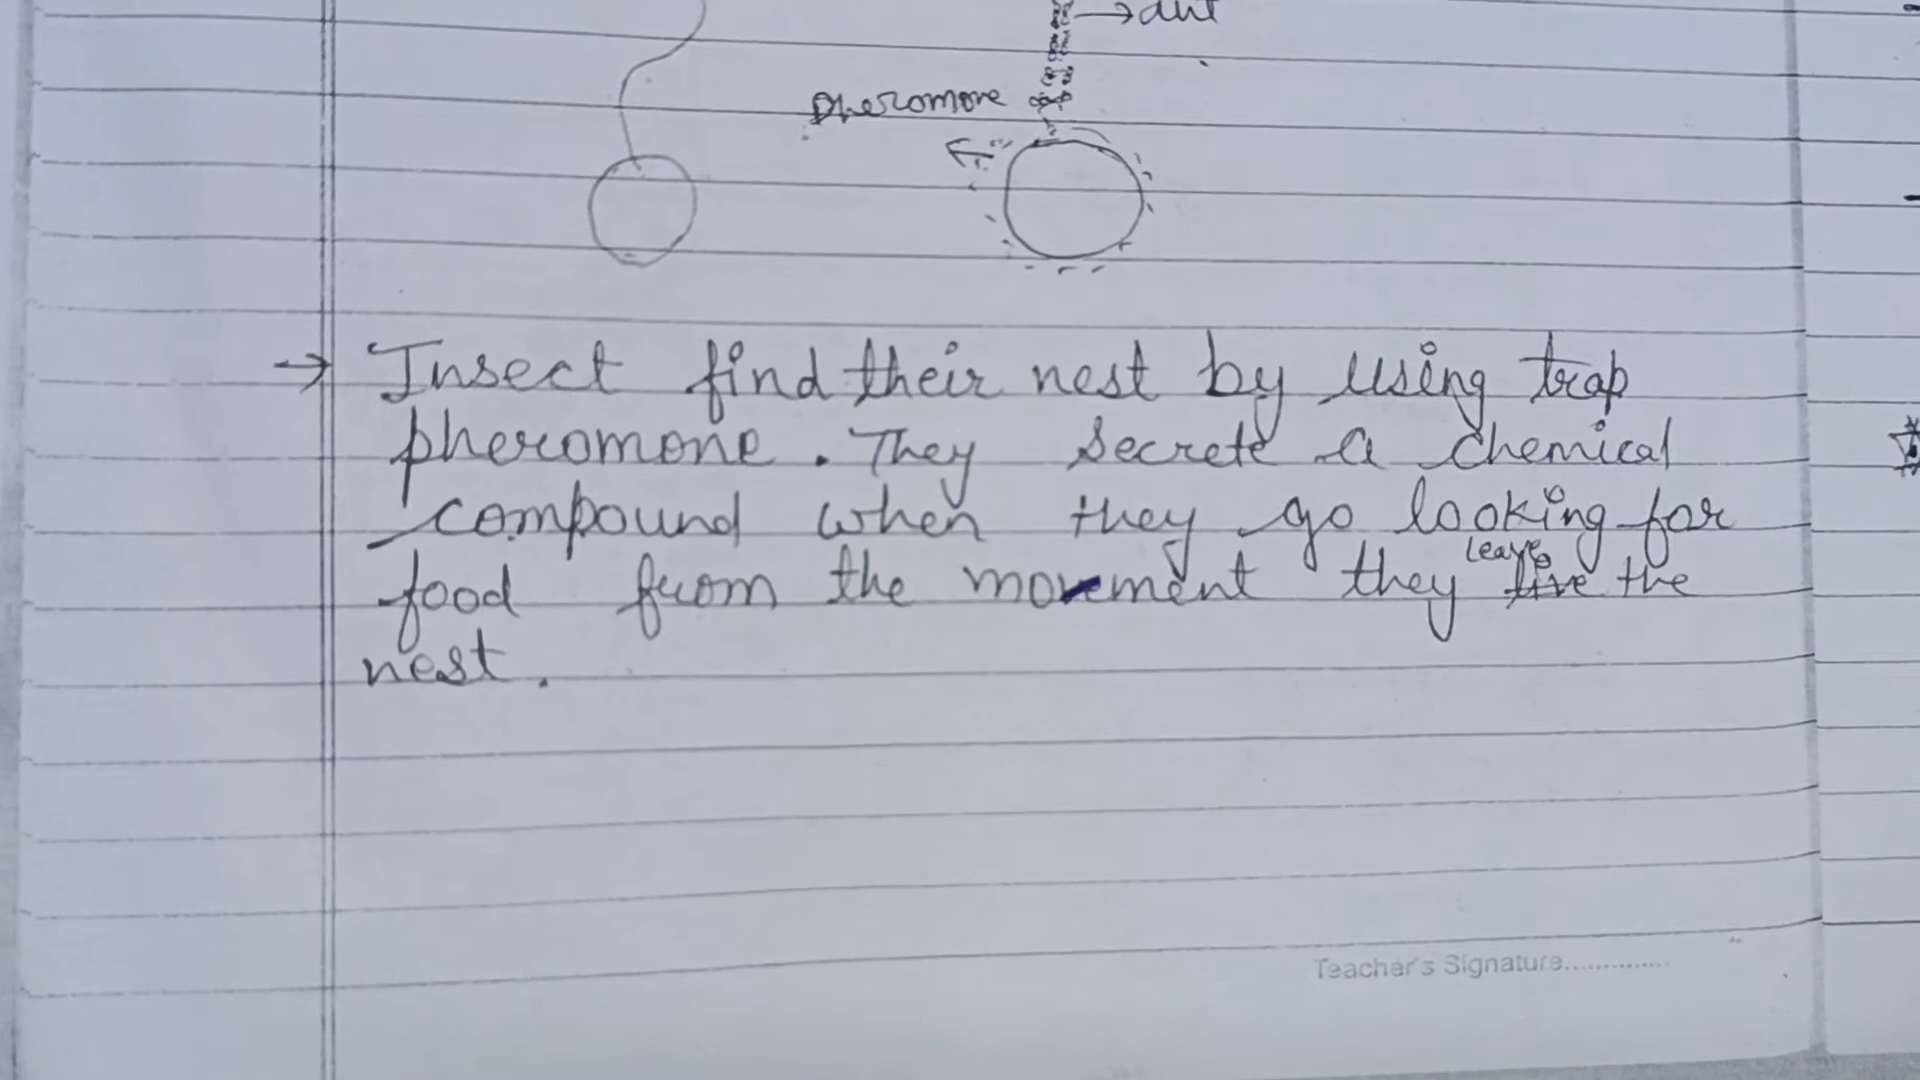 → ant
Pheromone
→ Insect find their nest by using trap
pheromone. They secrete a chemical
compound when they go looking for
food from the movement they leave the
nest.
Teacher's Signature..............